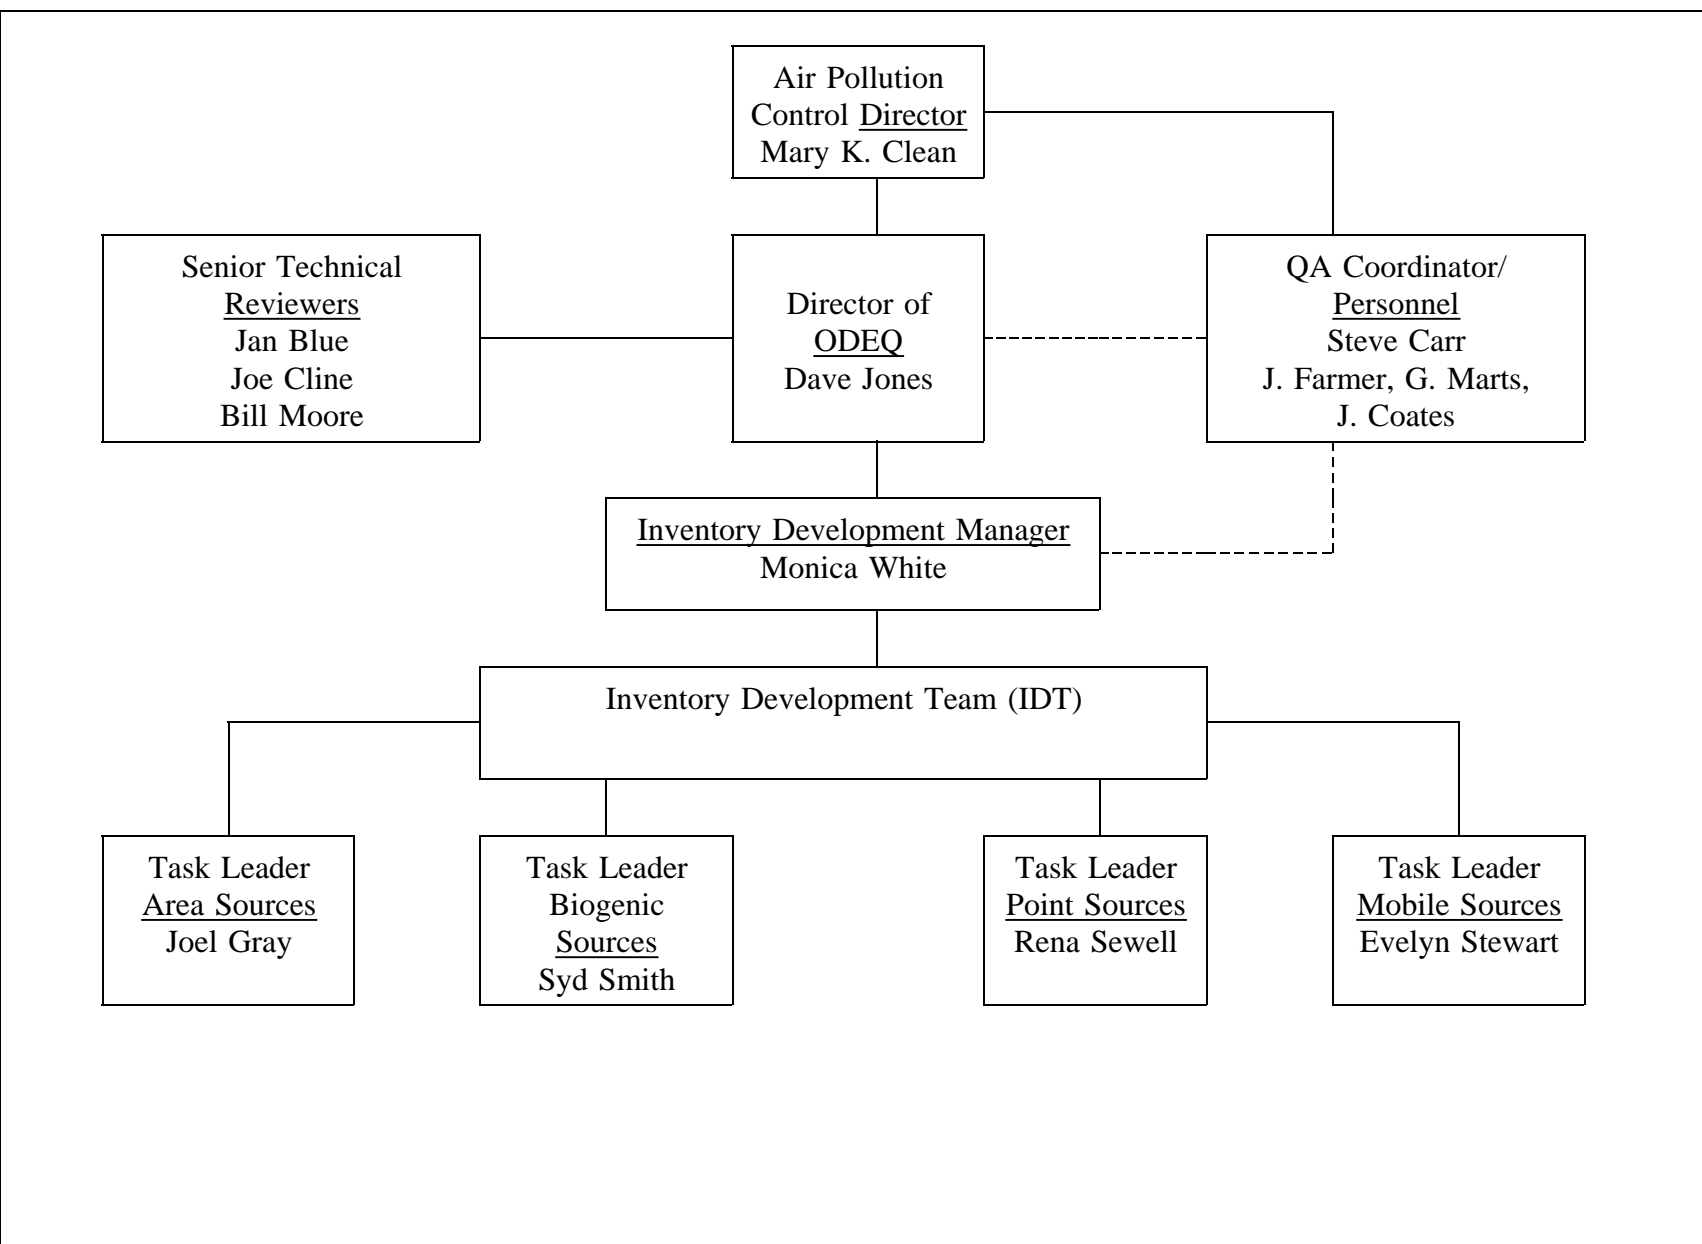 Air Pollution
Control Director
Mary K. Clean
Senior Technical
Reviewers
Jan Blue
Joe Cline
Bill Moore
Director of
ODEQ
Dave Jones
QA Coordinator/
Personnel
Steve Carr
J. Farmer, G. Marts,
J. Coates
Inventory Development Manager
Monica White
Inventory Development Team (IDT)
Task Leader
Area Sources
Joel Gray
Task Leader
Biogenic
Sources
Syd Smith
Task Leader
Point Sources
Rena Sewell
Task Leader
Mobile Sources
Evelyn Stewart